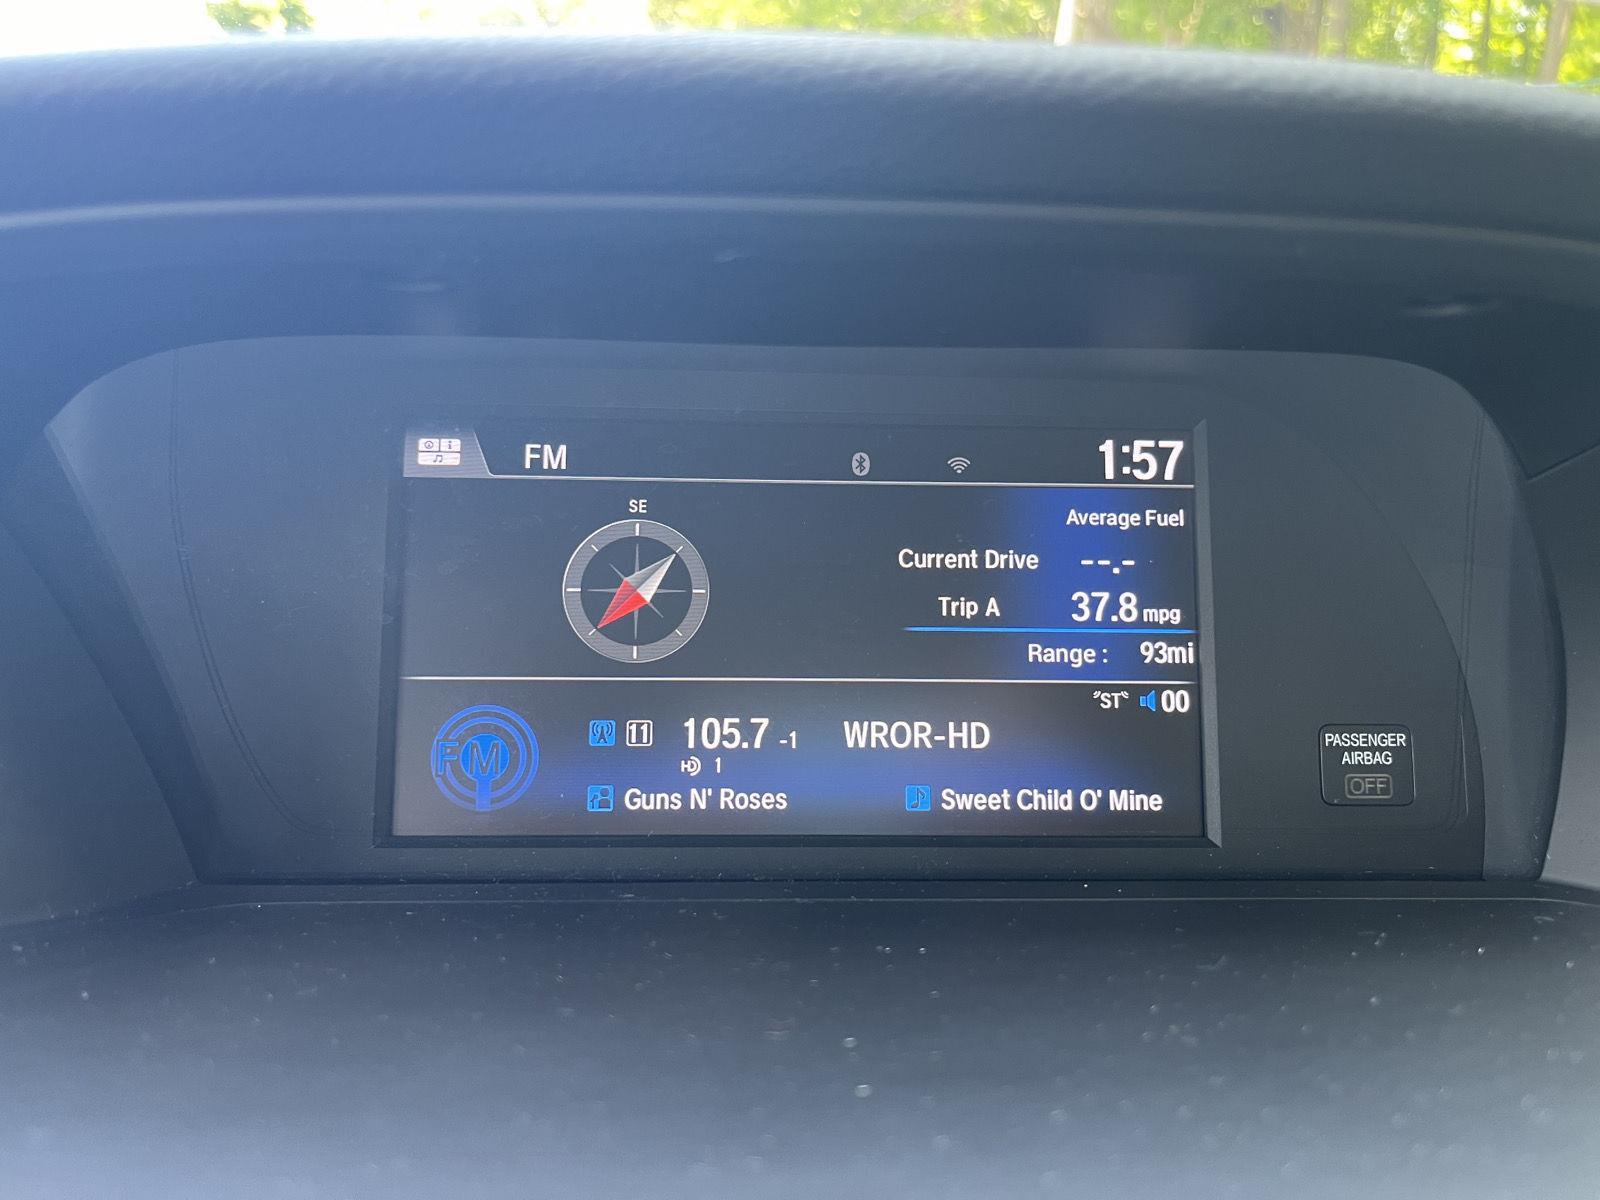 FM 1:57
SE
Average Fuel
Current Drive --.-
Trip A 37.8 mpg
Range : 93mi
"ST" 00
FM
11 105.7 -1 WROR-HD
HD 1
Guns N' Roses Sweet Child O' Mine
PASSENGER
AIRBAG
OFF